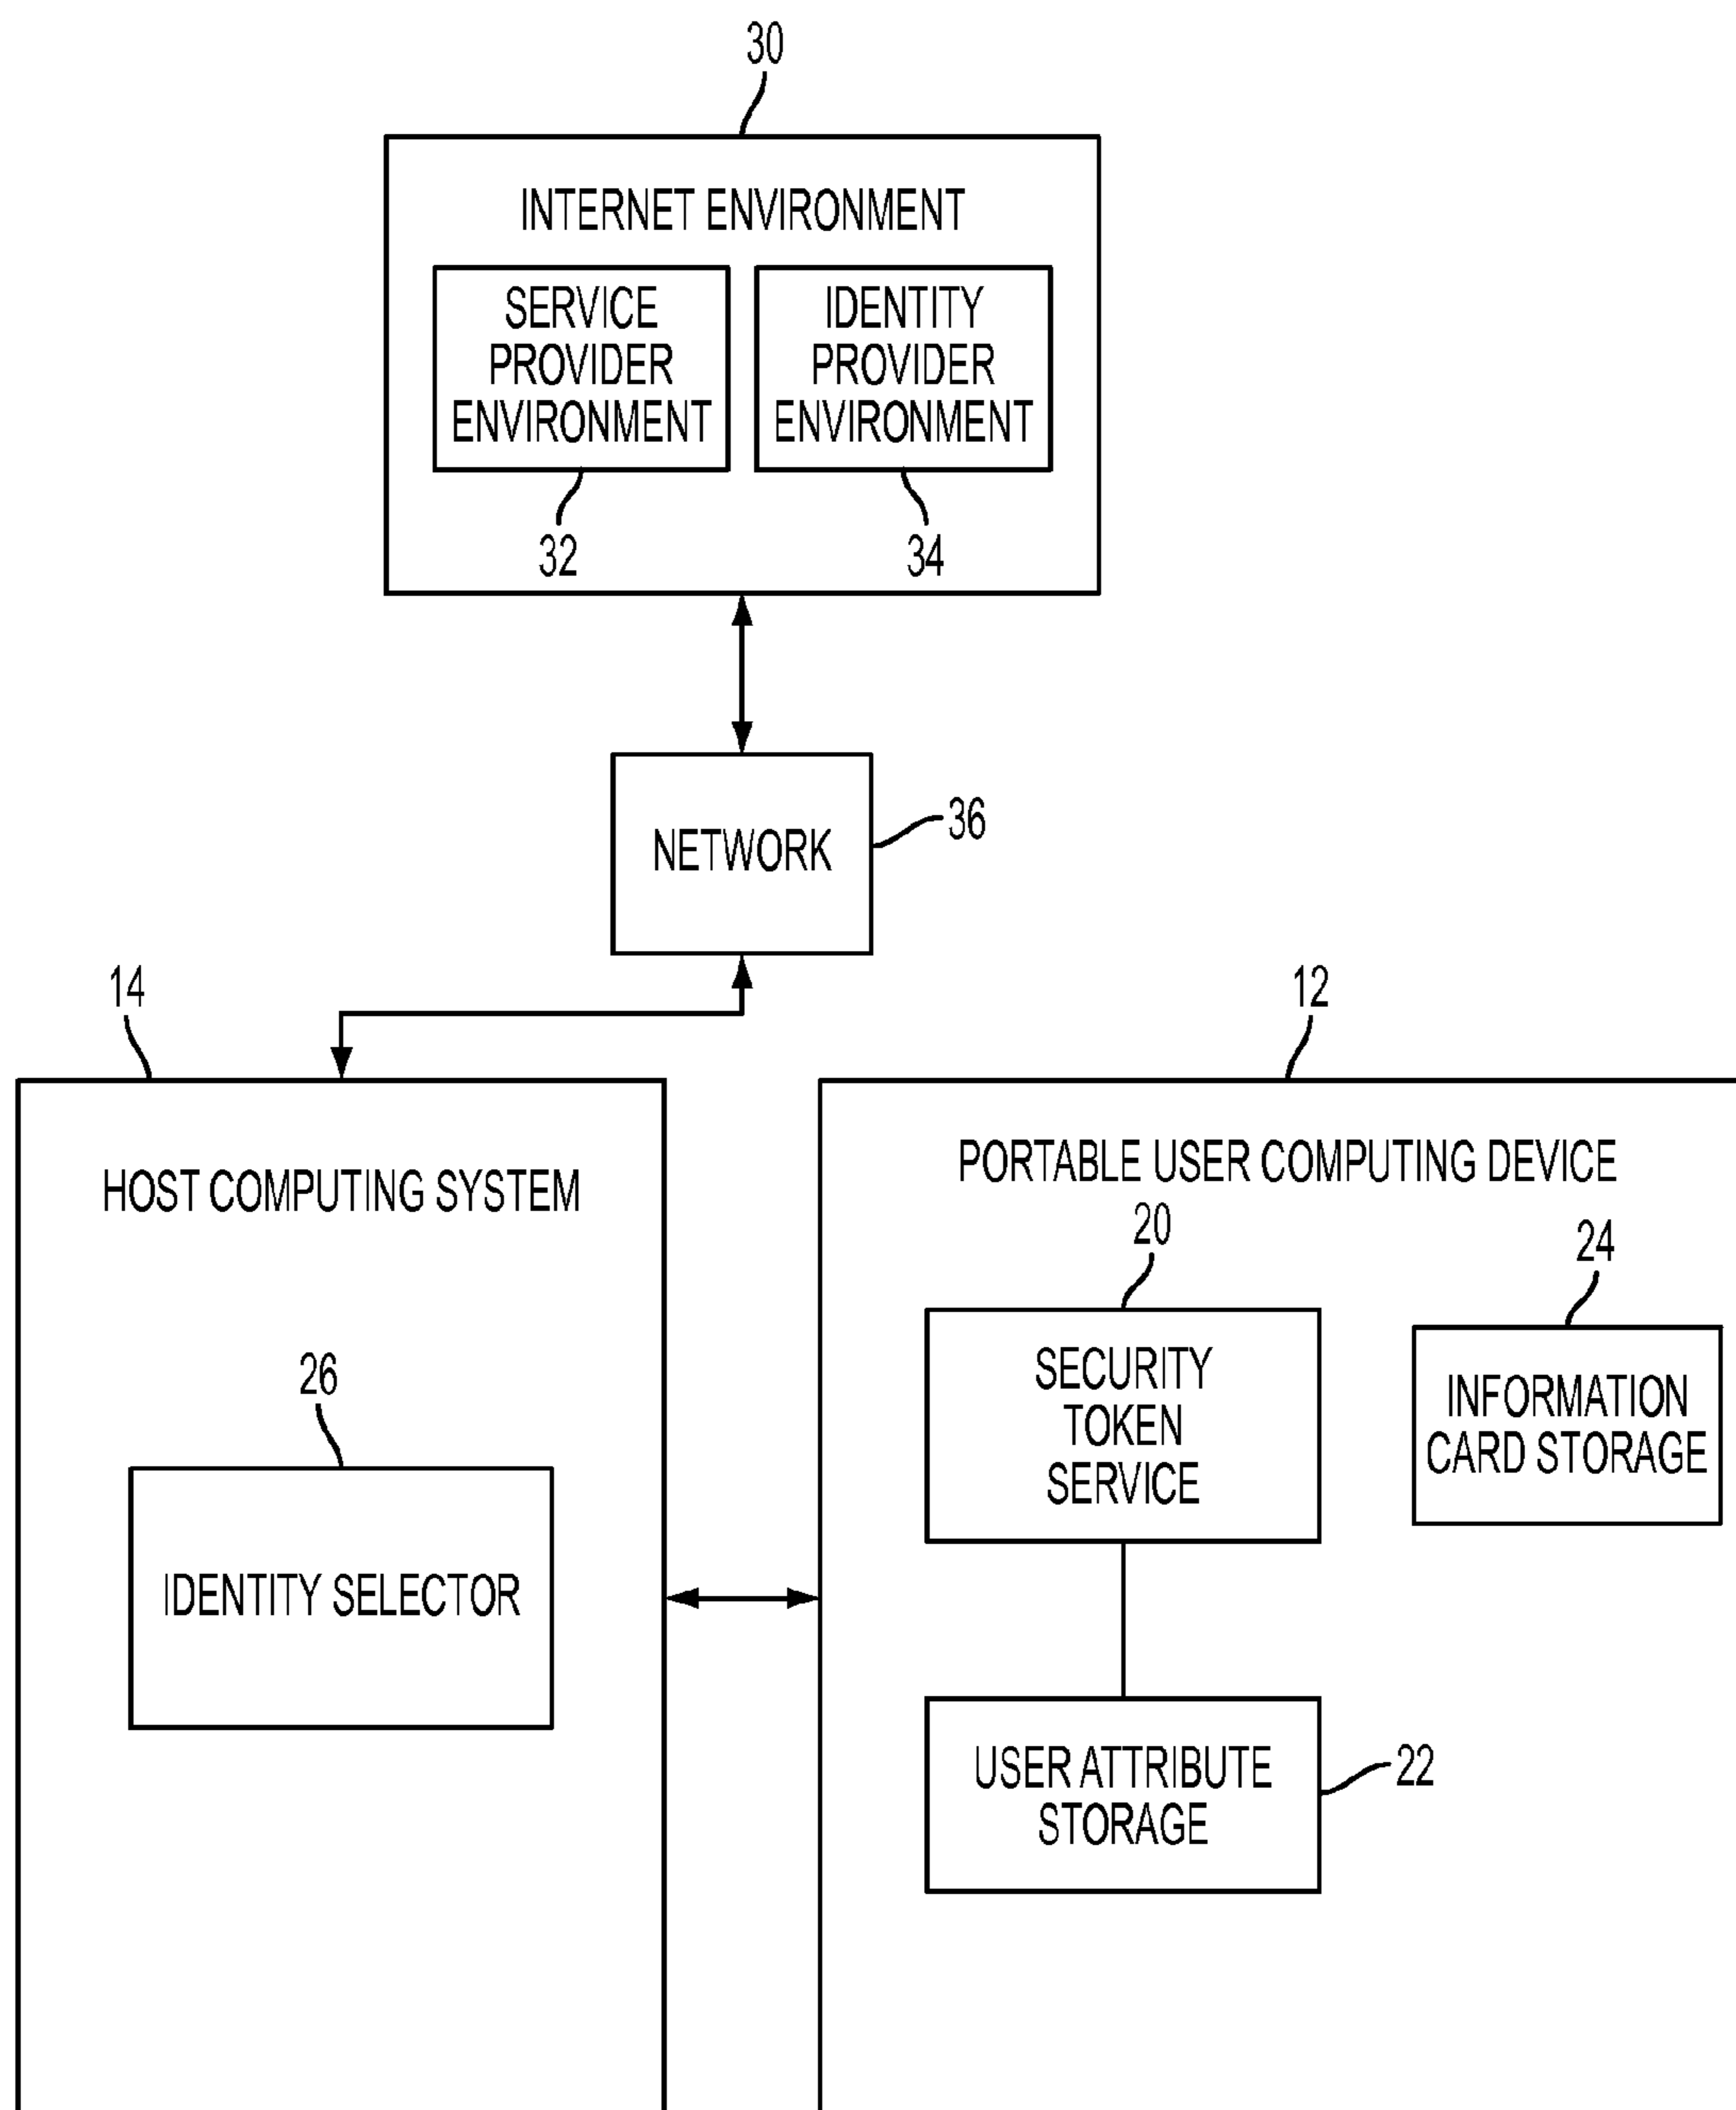 30
INTERNET ENVIRONMENT
SERVICE
PROVIDER
ENVIRONMENT
IDENTITY
PROVIDER
ENVIRONMENT
32
34
NETWORK
36
14
HOST COMPUTING SYSTEM
26
IDENTITY SELECTOR
12
PORTABLE USER COMPUTING DEVICE
20
SECURITY
TOKEN
SERVICE
24
INFORMATION
CARD STORAGE
USER ATTRIBUTE
STORAGE
22